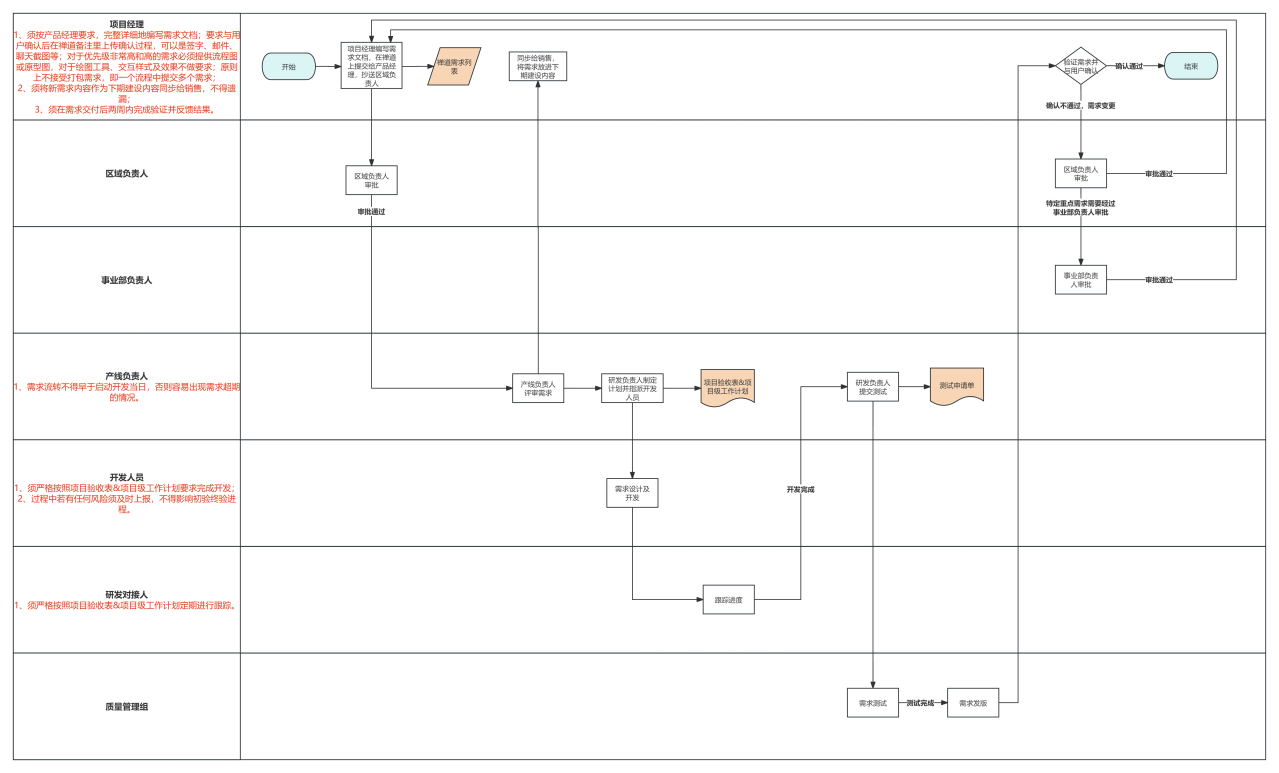 项目经理
1、须按产品经理要求，完整详细地编写需求文档；要求与用
户确认后在禅道备注里上传确认过程，可以是签字、邮件、
聊天截图等；对于优先级非常高和高的需求必须提供流程图
或原型图，对于绘图工具、交互样式及效果不做要求；原则
上不接受打包需求，即一个流程中提交多个需求；
2、须将新需求内容作为下期建设内容同步给销售，不得遗
漏；
3、须在需求交付后两周内完成验证并反馈结果。
开始
项目经理编写需
求文档，在禅道
上提交给产品经
理，抄送区域负
责人
禅道需求列
表
同步给销售，
将需求放进下
期建设内容
验证需求并
与用户确认
确认通过
结束
确认不通过，需求变更
区域负责人
区域负责人
审批
审批通过
区域负责人
审批
审批通过
特定重点需求需要经过
事业部负责人审批
事业部负责人
事业部负责
人审批
审批通过
产线负责人
1、需求流转不得早于启动开发当日，否则容易出现需求超期
的情况。
产线负责人
评审需求
研发负责人制定
计划并指派开发
人员
项目验收表&项
目级工作计划
研发负责人
提交测试
测试申请单
开发人员
1、须严格按照项目验收表&项目级工作计划要求完成开发；
2、过程中若有任何风险须及时上报，不得影响初验终验进
程。
需求设计及
开发
开发完成
研发对接人
1、须严格按照项目验收表&项目级工作计划定期进行跟踪。
跟踪进度
质量管理组
需求测试
测试完成
需求发版